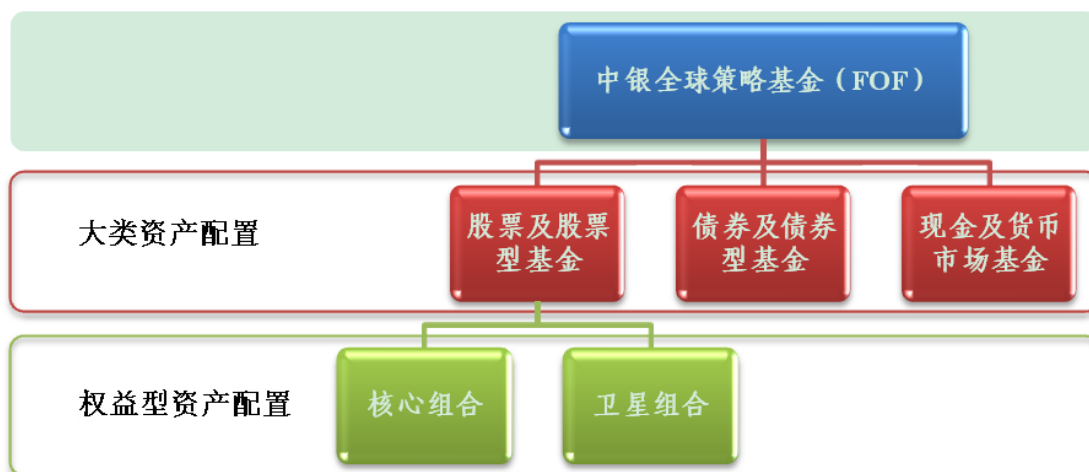 中银全球策略基金（FOF）
大类资产配置
股票及股票
型基金
债券及债券
型基金
现金及货币
市场基金
权益型资产配置
核心组合
卫星组合